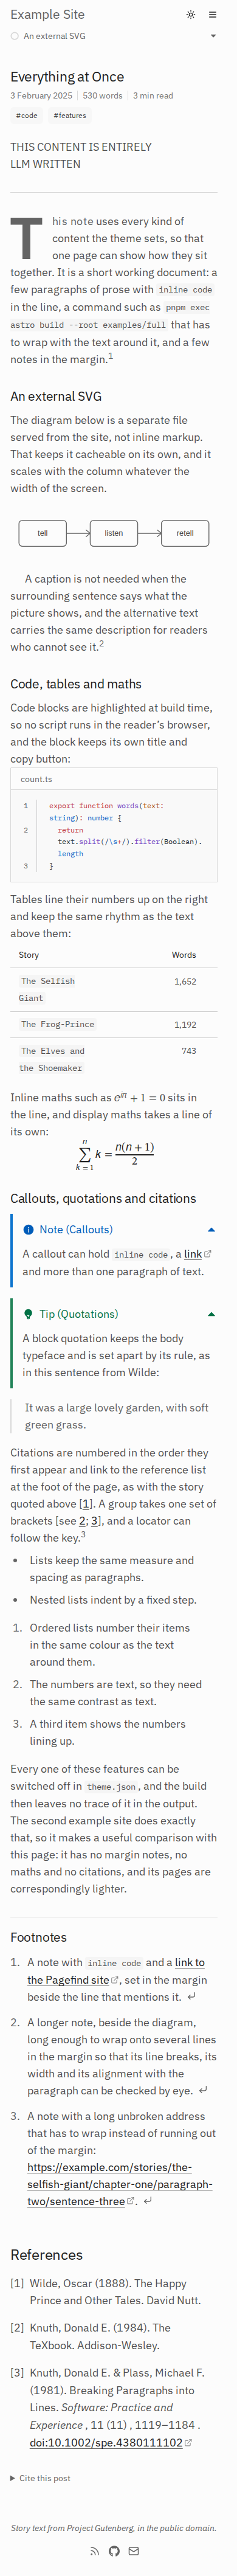 Example Site
An external SVG
Everything at Once
3 February 2025 530 words 3 min read
#code #features
THIS CONTENT IS ENTIRELY
LLM WRITTEN
This note uses every kind of
content the theme sets, so that
one page can show how they sit
together. It is a short working document: a
few paragraphs of prose with inline code
in the line, a command such as pnpm exec
astro build --root examples/full that has
to wrap with the text around it, and a few
notes in the margin.1
An external SVG
The diagram below is a separate file
served from the site, not inline markup.
That keeps it cacheable on its own, and it
scales with the column whatever the
width of the screen.
tell listen retell
A caption is not needed when the
surrounding sentence says what the
picture shows, and the alternative text
carries the same description for readers
who cannot see it.2
Code, tables and maths
Code blocks are highlighted at build time,
so no script runs in the reader's browser,
and the block keeps its own title and
copy button:
count.ts
1 export function words(text:
string): number {
2 return
text.split(/\s+/).filter(Boolean).
length
3 }
Tables line their numbers up on the right
and keep the same rhythm as the text
above them:
Story Words
The Selfish 1,652
Giant
The Frog-Prince 1,192
The Elves and 743
the Shoemaker
Inline maths such as e^{iπ} + 1 = 0 sits in
the line, and display maths takes a line of
its own:
n
∑ k = n(n + 1)
k = 1 2
Callouts, quotations and citations
Note (Callouts)
A callout can hold inline code, a link
and more than one paragraph of text.
Tip (Quotations)
A block quotation keeps the body
typeface and is set apart by its rule, as
in this sentence from Wilde:
It was a large lovely garden, with soft
green grass.
Citations are numbered in the order they
first appear and link to the reference list
at the foot of the page, as with the story
quoted above [1]. A group takes one set of
brackets [see 2; 3], and a locator can
follow the key.3
• Lists keep the same measure and
spacing as paragraphs.
• Nested lists indent by a fixed step.
1. Ordered lists number their items
in the same colour as the text
around them.
2. The numbers are text, so they need
the same contrast as text.
3. A third item shows the numbers
lining up.
Every one of these features can be
switched off in theme.json, and the build
then leaves no trace of it in the output.
The second example site does exactly
that, so it makes a useful comparison with
this page: it has no margin notes, no
maths and no citations, and its pages are
correspondingly lighter.
Footnotes
1. A note with inline code and a link to
the Pagefind site, set in the margin
beside the line that mentions it. ↩
2. A longer note, beside the diagram,
long enough to wrap onto several lines
in the margin so that its line breaks, its
width and its alignment with the
paragraph can be checked by eye. ↩
3. A note with a long unbroken address
that has to wrap instead of running out
of the margin:
https://example.com/stories/the-
selfish-giant/chapter-one/paragraph-
two/sentence-three. ↩
References
[1] Wilde, Oscar (1888). The Happy
Prince and Other Tales. David Nutt.
[2] Knuth, Donald E. (1984). The
TeXbook. Addison-Wesley.
[3] Knuth, Donald E. & Plass, Michael F.
(1981). Breaking Paragraphs into
Lines. Software: Practice and
Experience , 11 (11) , 1119–1184 .
doi:10.1002/spe.4380111102
Cite this post
Story text from Project Gutenberg, in the public domain.